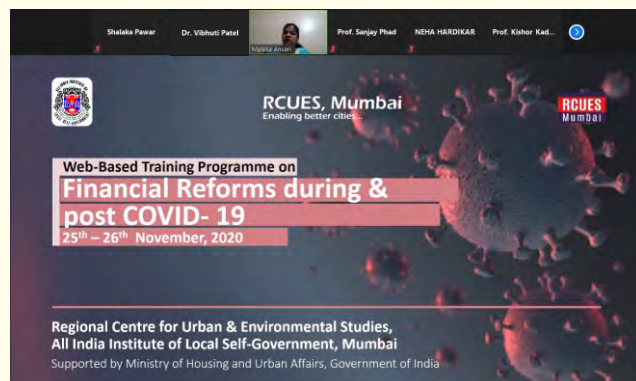 Shalaka Pawar
Dr. Vibhuti Patel
Prof. Sanjay Phad
NEHA HARDIKAR
Prof. Kishor Kad...
Malaika Ansari
RCUES, Mumbai
Enabling better cities..
RCUES
Mumbai
Web-Based Training Programme on
Financial Reforms during &
post COVID- 19
25th – 26th November, 2020
Regional Centre for Urban & Environmental Studies,
All India Institute of Local Self-Government, Mumbai
Supported by Ministry of Housing and Urban Affairs, Government of India